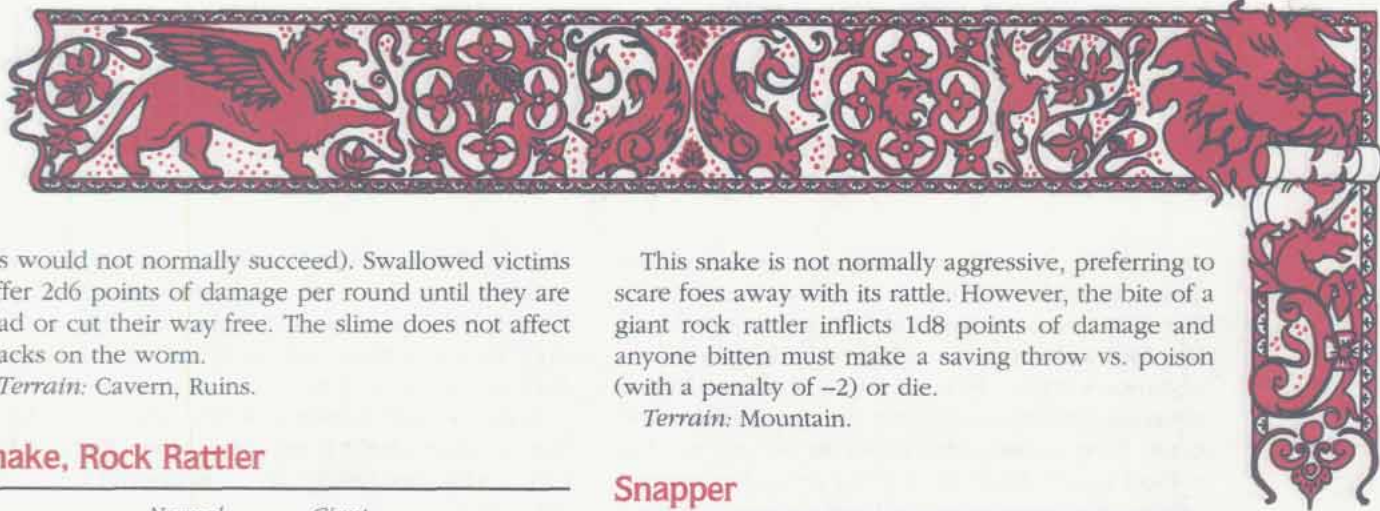 s would not normally succeed). Swallowed victims
ffer 2d6 points of damage per round until they are
ad or cut their way free. The slime does not affect
acks on the worm.
Terrain: Cavern, Ruins.
nake, Rock Rattler
This snake is not normally aggressive, preferring to
scare foes away with its rattle. However, the bite of a
giant rock rattler inflicts 1d8 points of damage and
anyone bitten must make a saving throw vs. poison
(with a penalty of –2) or die.
Terrain: Mountain.
Snapper